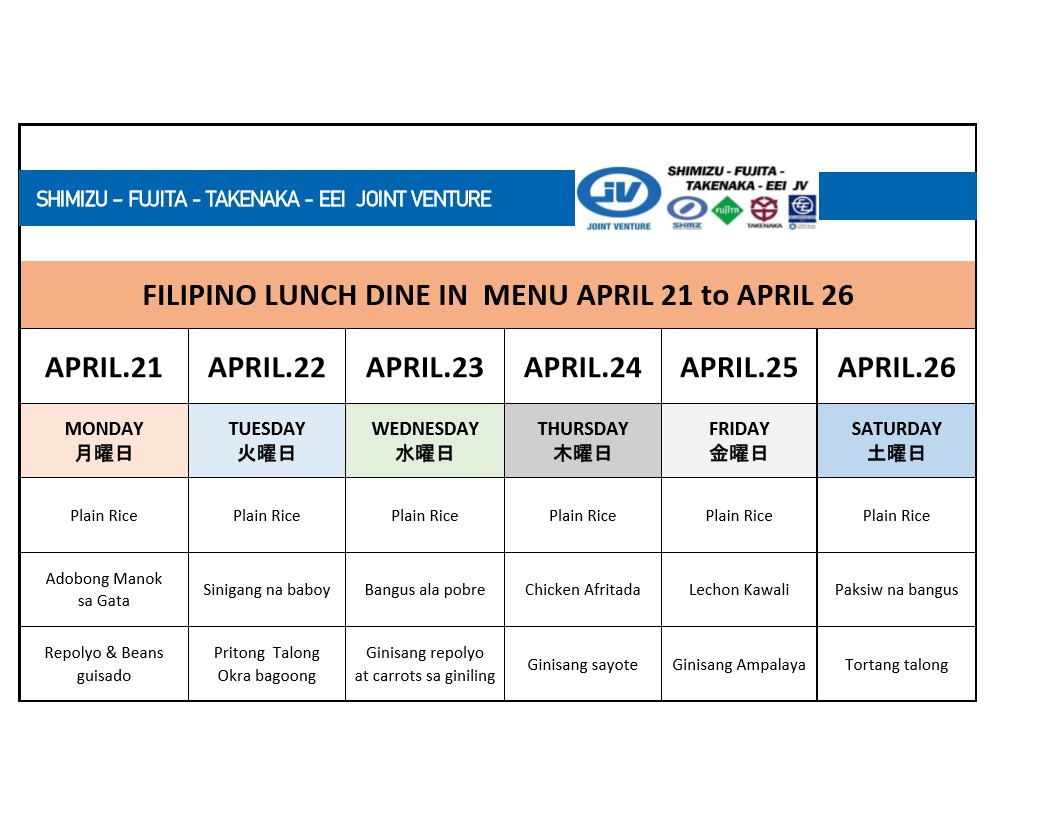 SHIMIZU – FUJITA - TAKENAKA - EEI JOINT VENTURE
JV
JOINT VENTURE
SHIMIZU - FUJITA -
TAKENAKA - EEI JV
SHMZ
FUJITA
TAKENAKA
FILIPINO LUNCH DINE IN MENU APRIL 21 to APRIL 26
APRIL.21 APRIL.22 APRIL.23 APRIL.24 APRIL.25 APRIL.26
MONDAY TUESDAY WEDNESDAY THURSDAY FRIDAY SATURDAY
月曜日 火曜日 水曜日 木曜日 金曜日 土曜日
Plain Rice Plain Rice Plain Rice Plain Rice Plain Rice Plain Rice
Adobong Manok
sa Gata
Sinigang na baboy
Bangus ala pobre
Chicken Afritada
Lechon Kawali
Paksiw na bangus
Repolyo & Beans
guisado
Pritong Talong
Okra bagoong
Ginisang repolyo
at carrots sa giniling
Ginisang sayote
Ginisang Ampalaya
Tortang talong